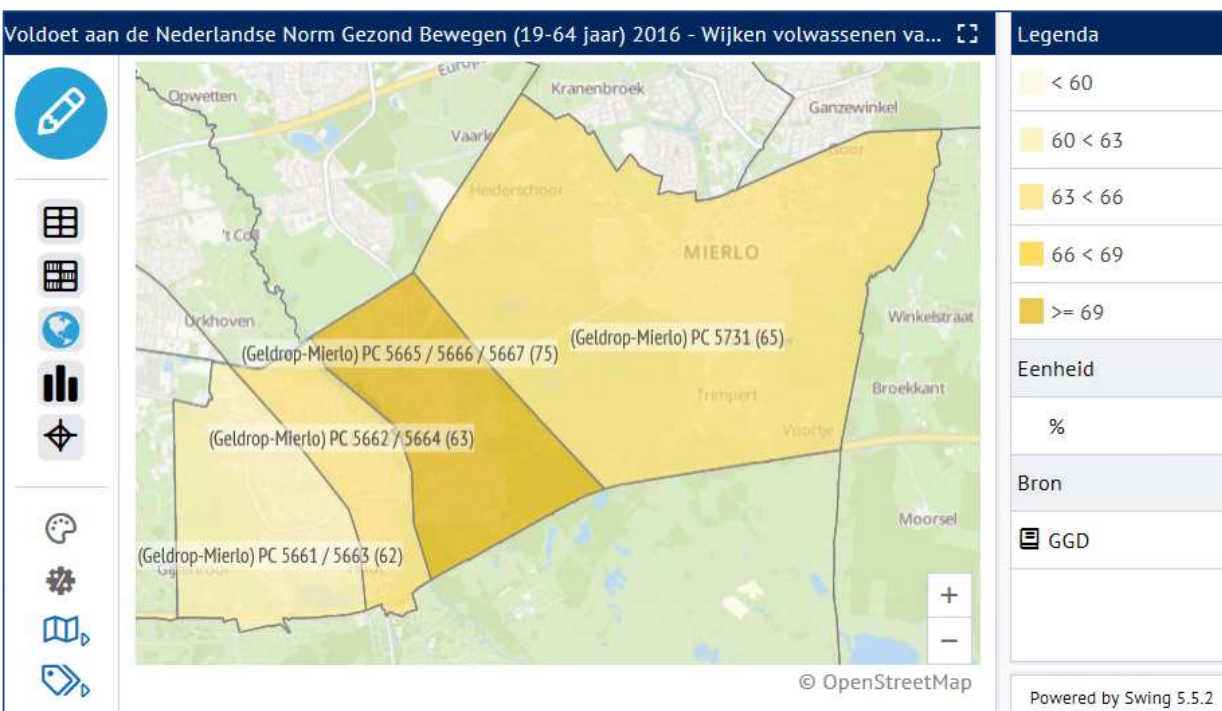 Voldoet aan de Nederlandse Norm Gezond Bewegen (19-64 jaar) 2016 - Wijken volwassenen va...
Opwetten
Kranenbroek
Ganzewinkel
Goor
Heiderschoor
't Coll
MIERLO
Urkhoven
Winkelstraat
(Geldrop-Mierlo) PC 5731 (65)
(Geldrop-Mierlo) PC 5665 / 5666 / 5667 (75)
Trimpert
Broekkant
Voortje
(Geldrop-Mierlo) PC 5662 / 5664 (63)
Moorsel
(Geldrop-Mierlo) PC 5661 / 5663 (62)
+
−
© OpenStreetMap
Legenda
< 60
60 < 63
63 < 66
66 < 69
>= 69
Eenheid
%
Bron
GGD
Powered by Swing 5.5.2